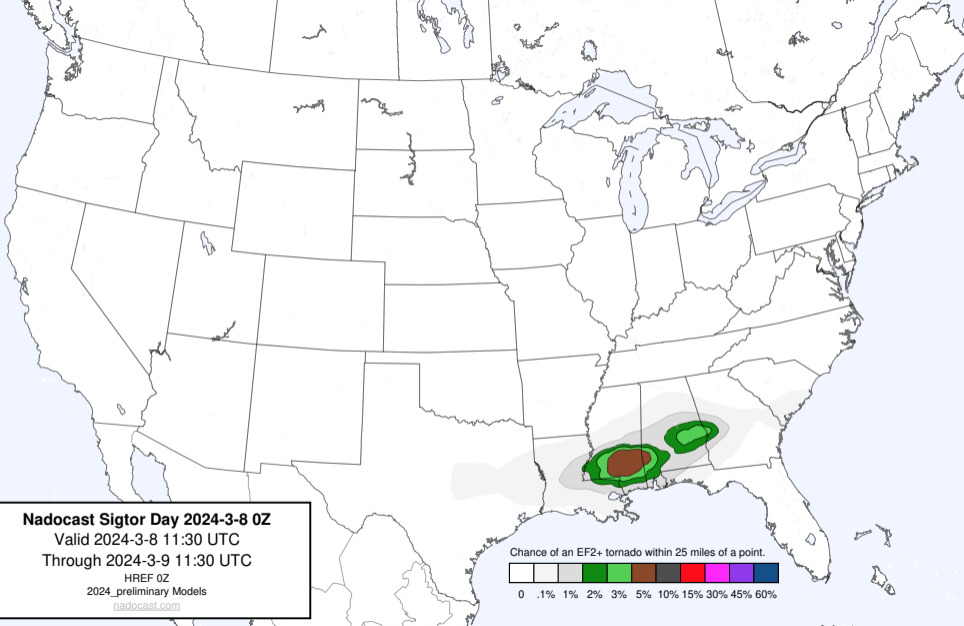 Nadocast Sigtor Day 2024-3-8 0Z
Valid 2024-3-8 11:30 UTC
Through 2024-3-9 11:30 UTC
HREF 0Z
2024_preliminary Models
nadocast.com
Chance of an EF2+ tornado within 25 miles of a point.
0 .1% 1% 2% 3% 5% 10% 15% 30% 45% 60%